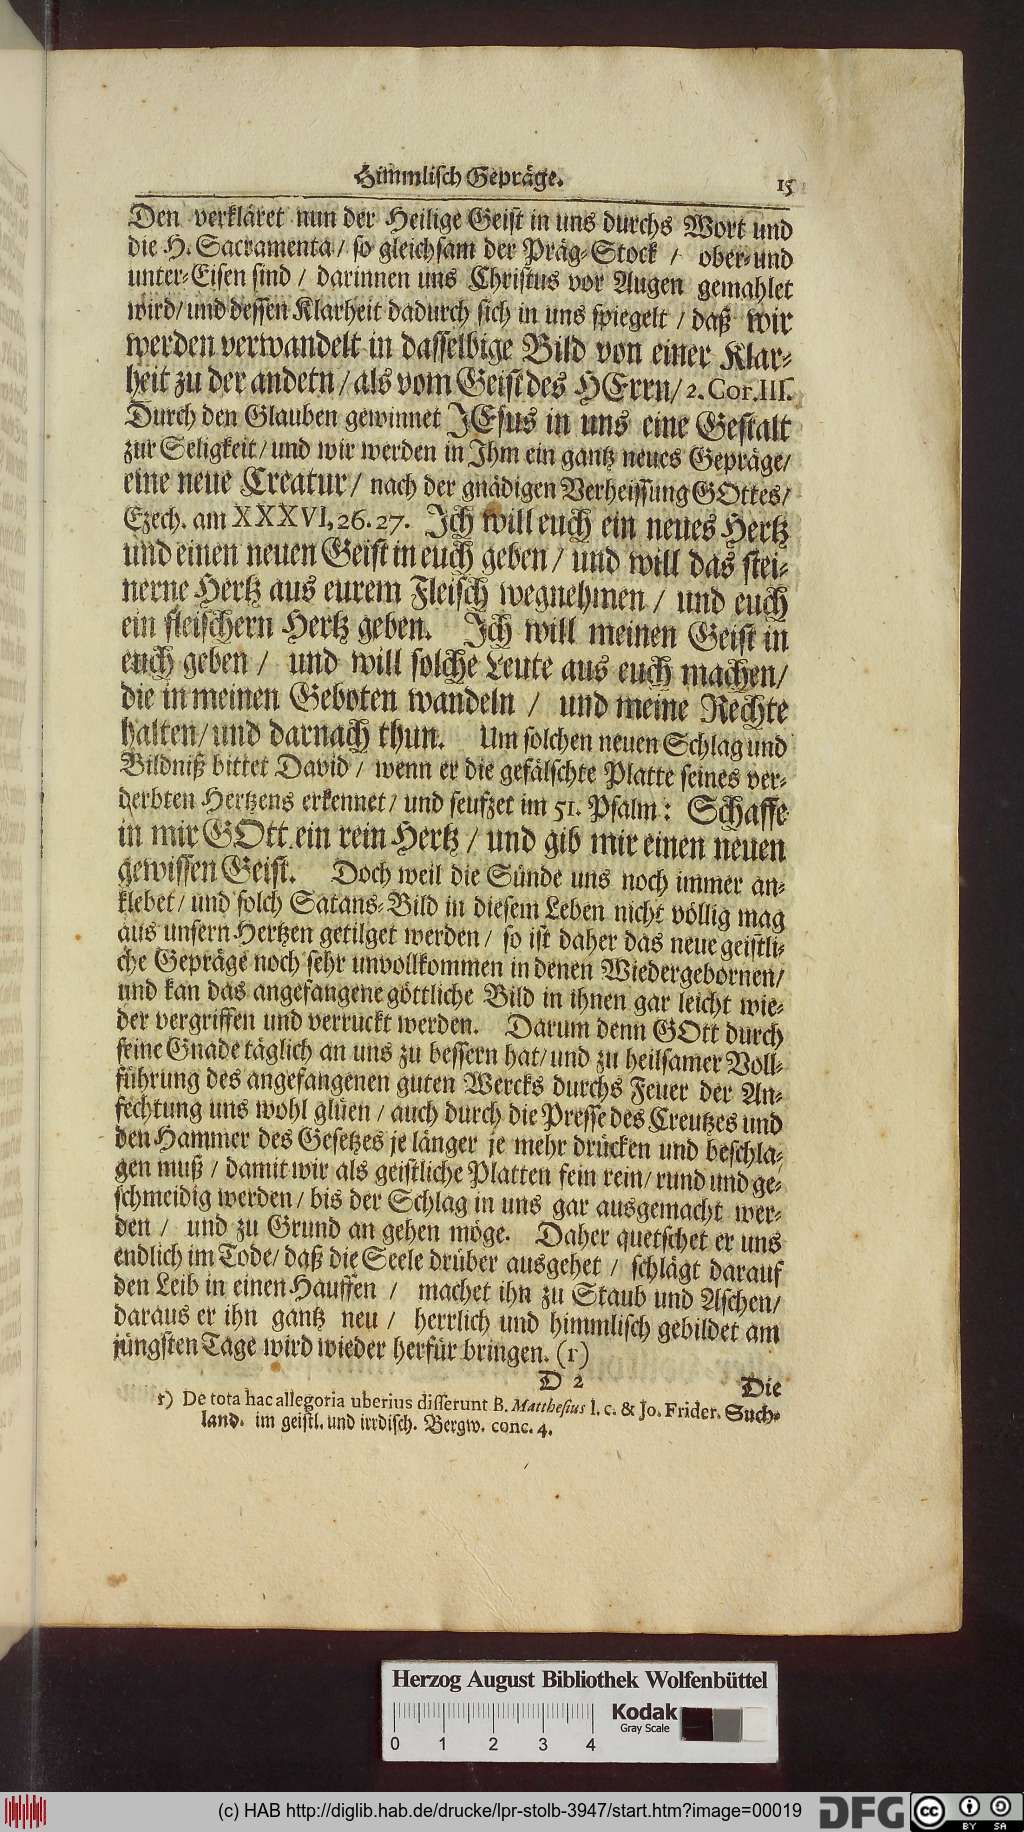 Himmlisch Gepräge. 15
Den verkläret nun der Heilige Geist in uns durchs Wort und
die H. Sacramenta / so gleichsam der Präg-Stock / ober- und
unter-Eisen sind / darinnen uns Christus vor Augen gemahlet
wird / und dessen Klarheit dadurch sich in uns spiegelt / daß wir
werden verwandelt in dasselbige Bild von einer Klar-
heit zu der andetn / als vom Geist des HErrn / 2. Cor. III.
Durch den Glauben gewinnet JEsus in uns eine Gestalt
zur Seligkeit / und wir werden in Ihm ein gantz neues Gepräge /
eine neue Creatur / nach der gnädigen Verheissung GOttes /
Ezech. am XXXVI, 26. 27. Ich will euch ein neues Hertz
und einen neuen Geist in euch geben / und will das stei-
nerne Hertz aus eurem Fleisch wegnehmen / und euch
ein fleischern Hertz geben. Ich will meinen Geist in
euch geben / und will solche Leute aus euch machen /
die in meinen Geboten wandeln / und meine Rechte
halten / und darnach thun. Um solchen neuen Schlag und
Bildniß bittet David / wenn er die gefälschte Platte seines ver-
derbten Hertzens erkennet / und seufzet im 51. Psalm: Schaffe
in mir GOtt ein rein Hertz / und gib mir einen neuen
gewissen Geist. Doch weil die Sünde uns noch immer an-
klebet / und solch Satans-Bild in diesem Leben nicht völlig mag
aus unsern Hertzen getilget werden / so ist daher das neue geistli-
che Gepräge noch sehr unvollkommen in denen Wiedergebornen /
und kan das angefangene göttliche Bild in ihnen gar leicht wie-
der vergriffen und verruckt werden. Darum denn GOtt durch
seine Gnade täglich an uns zu bessern hat / und zu heilsamer Voll-
führung des angefangenen guten Wercks durchs Feuer der An-
fechtung uns wohl glüen / auch durch die Presse des Creutzes und
den Hammer des Gesetzes je länger je mehr drücken und beschla-
gen muß / damit wir als geistliche Platten fein rein / rund und ge-
schmeidig werden / bis der Schlag in uns gar ausgemacht wer-
den / und zu Grund an gehen möge. Daher quetschet er uns
endlich im Tode / daß die Seele drüber ausgehet / schlägt darauf
den Leib in einen Hauffen / machet ihn zu Staub und Aschen /
daraus er ihn gantz neu / herrlich und himmlisch gebildet am
jüngsten Tage wird wieder herfür bringen. (r)
D 2 Die
r) De tota hac allegoria uberius disserunt B. Matthesius l. c. & Jo. Frider. Such-
land. im geistl. und irrdisch. Bergw. conc. 4.
Herzog August Bibliothek Wolfenbüttel
Kodak
Gray Scale
0 1 2 3 4
(c) HAB http://diglib.hab.de/drucke/lpr-stolb-3947/start.htm?image=00019
DFG
cc BY SA